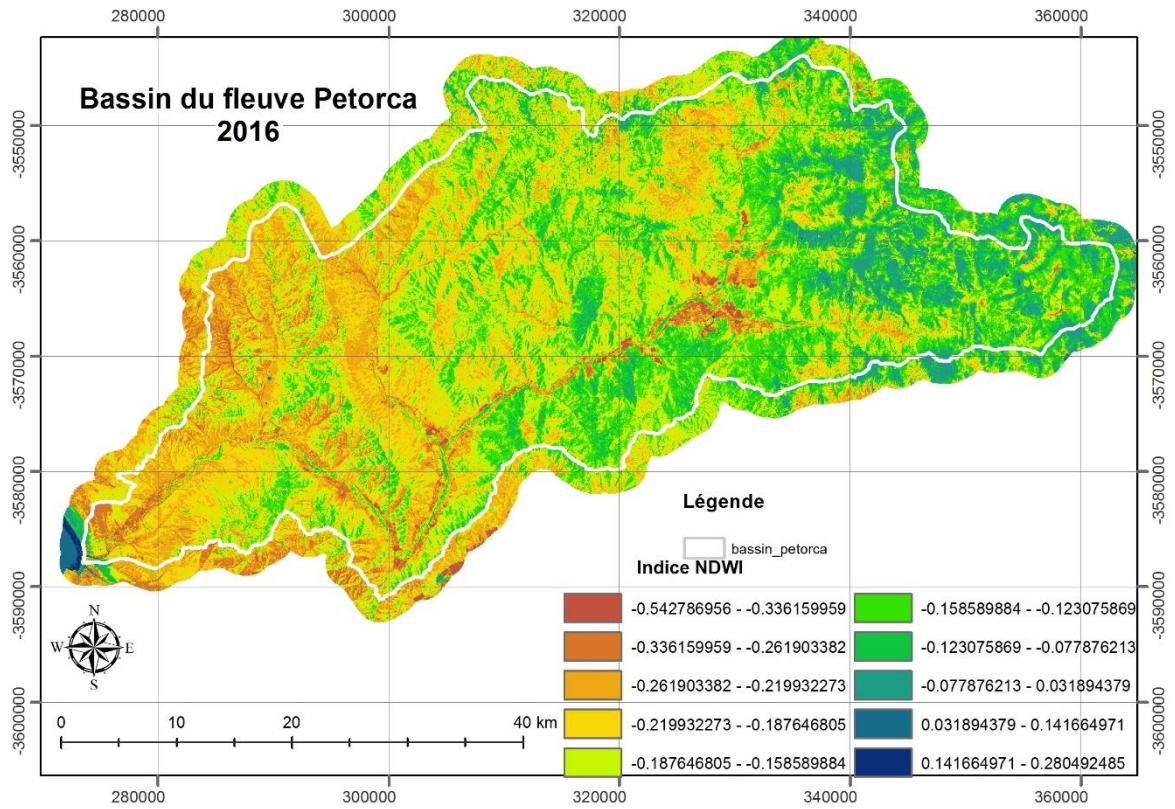 280000 300000 320000 340000 360000
Bassin du fleuve Petorca
2016
-3550000 -3550000
-3560000 -3560000
-3570000 -3570000
-3580000 -3580000
-3590000 -3590000
-3600000 -3600000
Légende
bassin_petorca
Indice NDWI
-0.542786956 - -0.336159959
-0.336159959 - -0.261903382
-0.261903382 - -0.219932273
-0.219932273 - -0.187646805
-0.187646805 - -0.158589884
-0.158589884 - -0.123075869
-0.123075869 - -0.077876213
-0.077876213 - 0.031894379
0.031894379 - 0.141664971
0.141664971 - 0.280492485
N
W E
S
0 10 20 40 km
280000 300000 320000 340000 360000